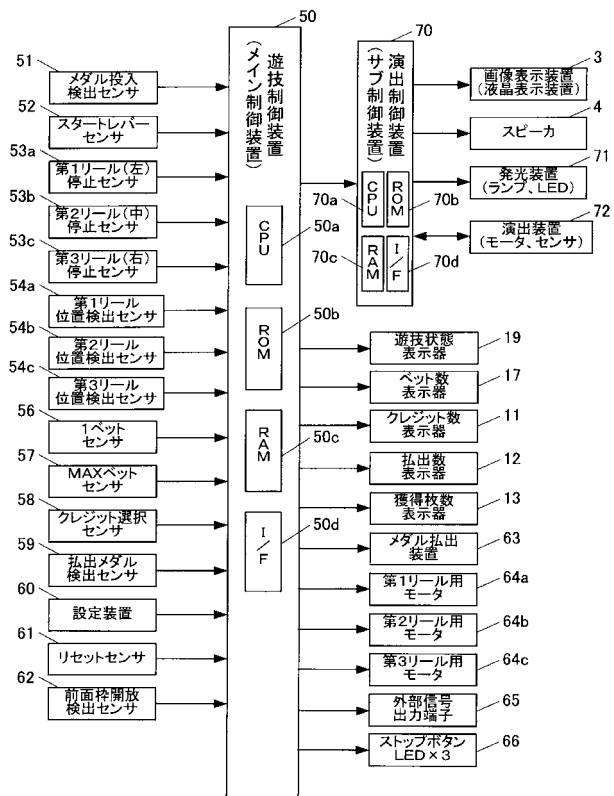 51
メダル投入
検出センサ
52
スタートレバー
センサ
53a
第1リール(左)
停止センサ
53b
第2リール(中)
停止センサ
53c
第3リール(右)
停止センサ
54a
第1リール
位置検出センサ
54b
第2リール
位置検出センサ
54c
第3リール
位置検出センサ
56
1ベット
センサ
57
MAXベット
センサ
58
クレジット選択
センサ
59
払出メダル
検出センサ
60
設定装置
61
リセットセンサ
62
前面枠開放
検出センサ
50
遊技制御装置
(メイン制御装置)
CPU
50a
ROM
50b
RAM
50c
I/F
50d
70
演出制御装置
(サブ制御装置)
CPU
ROM
70a
70b
RAM
I/F
70c
70d
3
画像表示装置
(液晶表示装置)
4
スピーカ
71
発光装置
(ランプ、LED)
72
演出装置
(モータ、センサ)
遊技状態
表示器
19
ベット数
表示器
17
クレジット数
表示器
11
払出数
表示器
12
獲得枚数
表示器
13
メダル払出
装置
63
第1リール用
モータ
64a
第2リール用
モータ
64b
第3リール用
モータ
64c
外部信号
出力端子
65
ストップボタン
LED×3
66